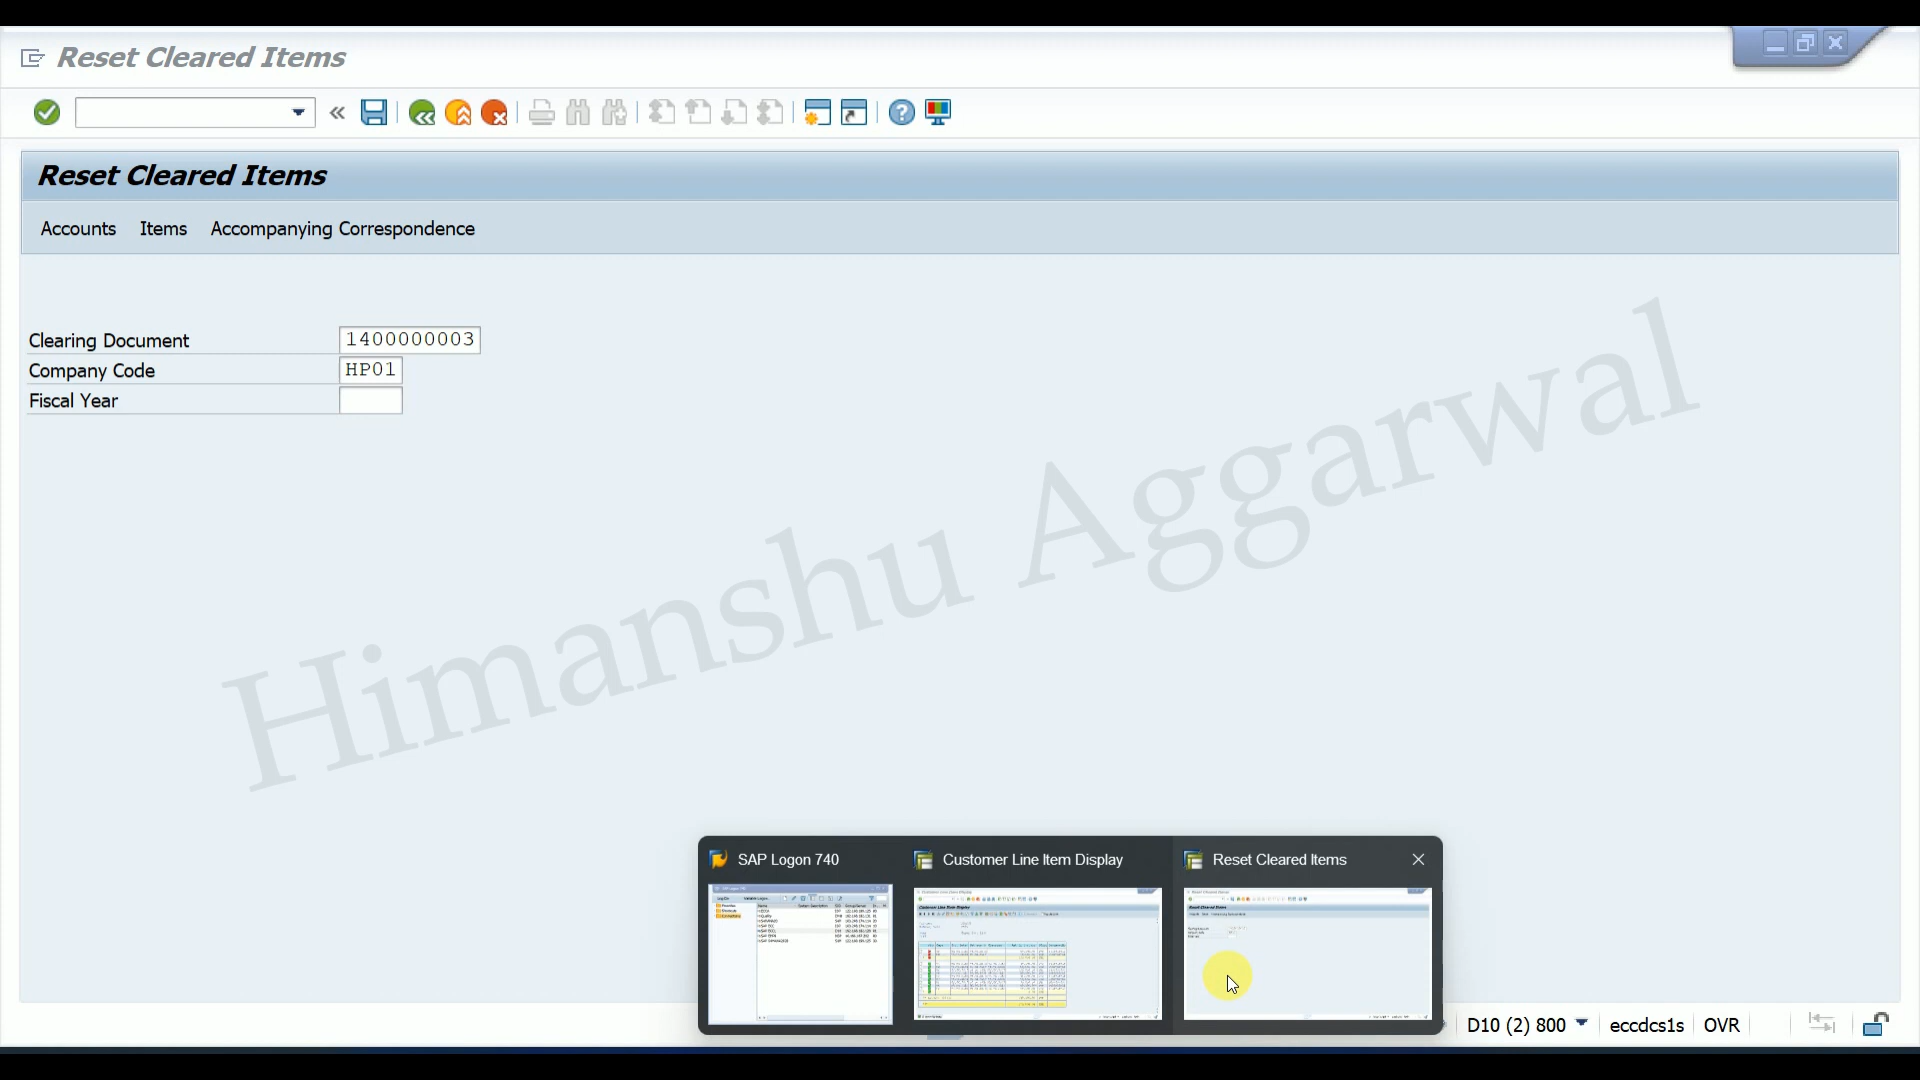 Reset Cleared Items
Reset Cleared Items
Accounts Items Accompanying Correspondence
Clearing Document 1400000003
Company Code HP01
Fiscal Year
Himanshu Aggarwal
SAP Logon 740
Customer Line Item Display
Reset Cleared Items
D10 (2) 800 eccdcs1s OVR